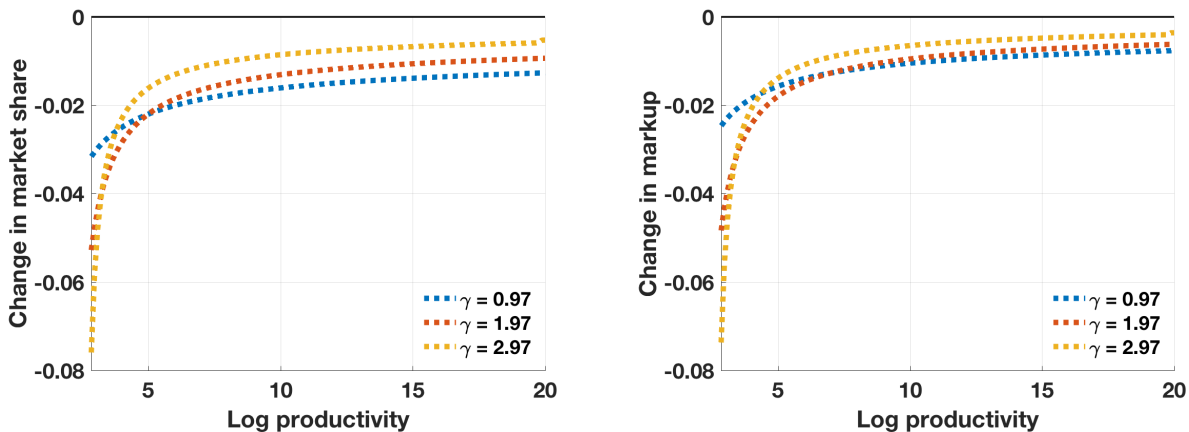 0
-0.02
-0.04
-0.06
-0.08
5
10
15
20
Change in market share
Log productivity
γ = 0.97
γ = 1.97
γ = 2.97
0
-0.02
-0.04
-0.06
-0.08
5
10
15
20
Change in markup
Log productivity
γ = 0.97
γ = 1.97
γ = 2.97